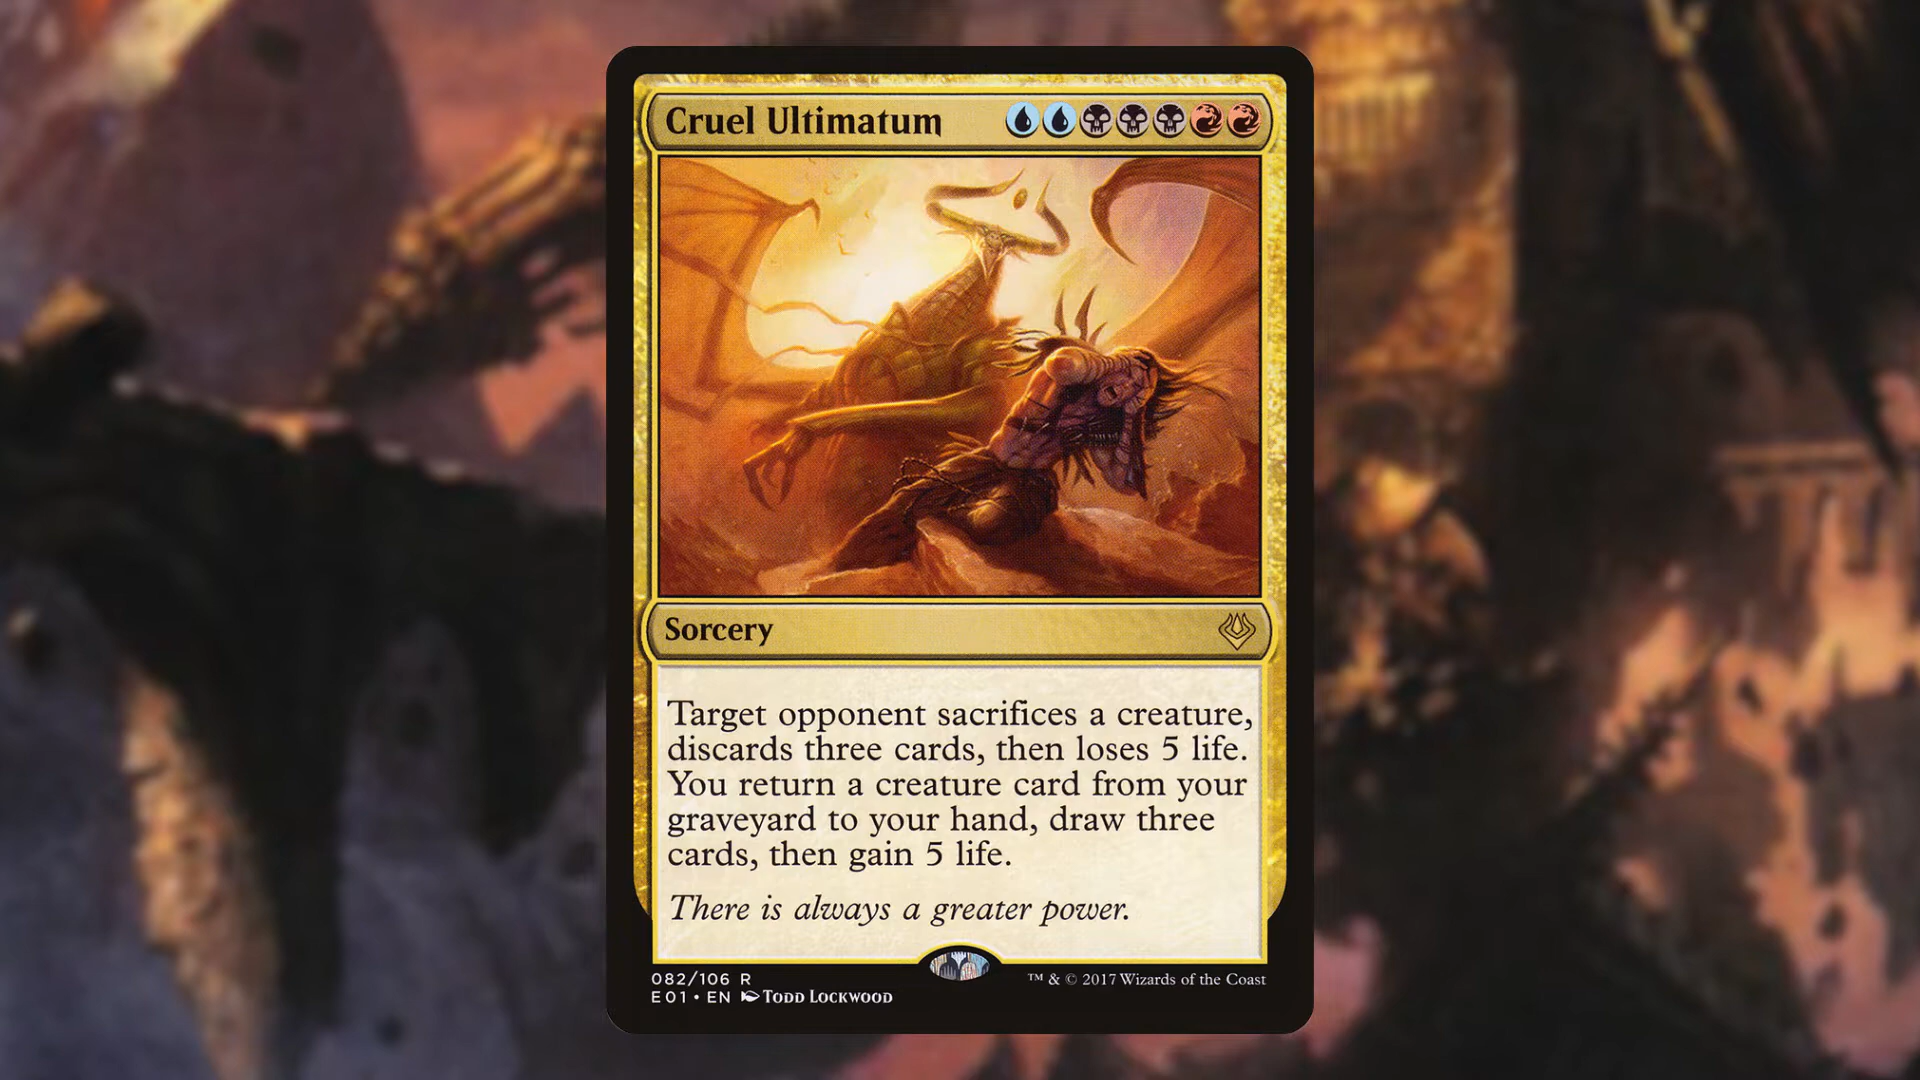 Cruel Ultimatum
Sorcery
Target opponent sacrifices a creature,
discards three cards, then loses 5 life.
You return a creature card from your
graveyard to your hand, draw three
cards, then gain 5 life.
There is always a greater power.
082/106 R
™ & © 2017 Wizards of the Coast
E01 • EN Todd Lockwood